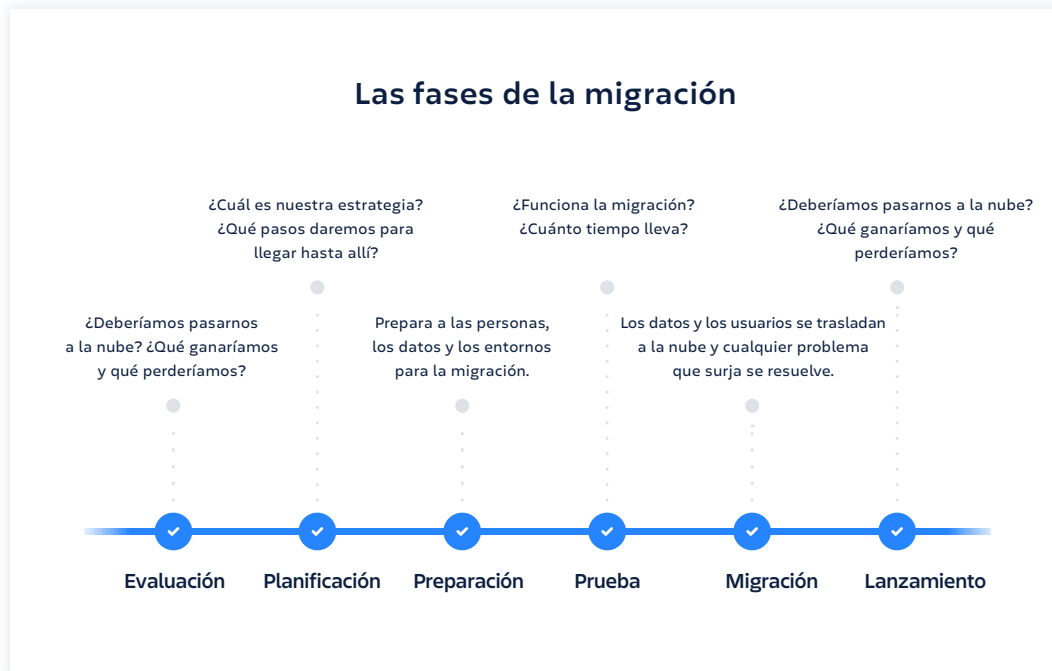 Las fases de la migración
¿Cuál es nuestra estrategia?
¿Qué pasos daremos para
llegar hasta allí?
¿Funciona la migración?
¿Cuánto tiempo lleva?
¿Deberíamos pasarnos a la nube?
¿Qué ganaríamos y qué
perderíamos?
¿Deberíamos pasarnos
a la nube? ¿Qué ganaríamos
y qué perderíamos?
Prepara a las personas,
los datos y los entornos
para la migración.
Los datos y los usuarios se trasladan
a la nube y cualquier problema
que surja se resuelve.
Evaluación
Planificación
Preparación
Prueba
Migración
Lanzamiento